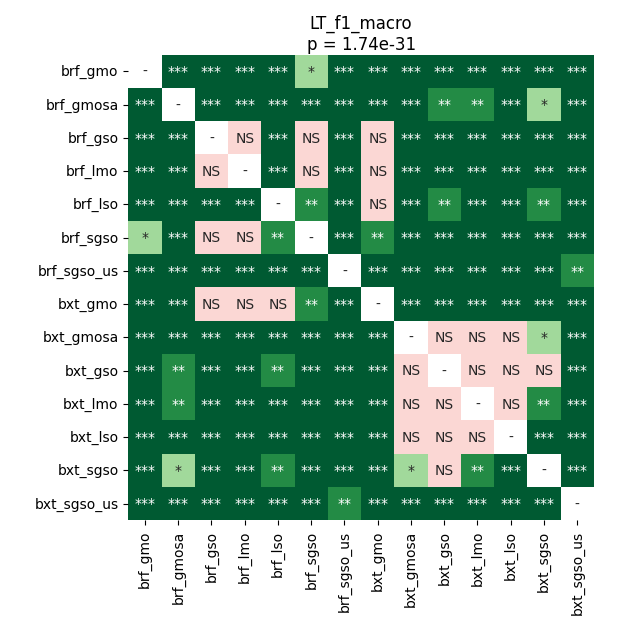 LT_f1_macro
p = 1.74e-31
brf_gmo - *** *** *** *** * *** *** *** *** *** *** *** ***
brf_gmosa *** - *** *** *** *** *** *** *** ** ** *** * ***
brf_gso *** *** - NS *** NS *** NS *** *** *** *** *** ***
brf_lmo *** *** NS - *** NS *** NS *** *** *** *** *** ***
brf_lso *** *** *** *** - ** *** NS *** ** *** *** ** ***
brf_sgso * *** NS NS ** - *** ** *** *** *** *** *** ***
brf_sgso_us *** *** *** *** *** *** - *** *** *** *** *** *** **
bxt_gmo *** *** NS NS NS ** *** - *** *** *** *** *** ***
bxt_gmosa *** *** *** *** *** *** *** *** - NS NS NS * ***
bxt_gso *** ** *** *** ** *** *** *** NS - NS NS NS ***
bxt_lmo *** ** *** *** *** *** *** *** NS NS - NS ** ***
bxt_lso *** *** *** *** *** *** *** *** NS NS NS - *** ***
bxt_sgso *** * *** *** ** *** *** *** * NS ** *** - ***
bxt_sgso_us *** *** *** *** *** *** ** *** *** *** *** *** *** -
brf_gmo brf_gmosa brf_gso brf_lmo brf_lso brf_sgso brf_sgso_us bxt_gmo bxt_gmosa bxt_gso bxt_lmo bxt_lso bxt_sgso bxt_sgso_us